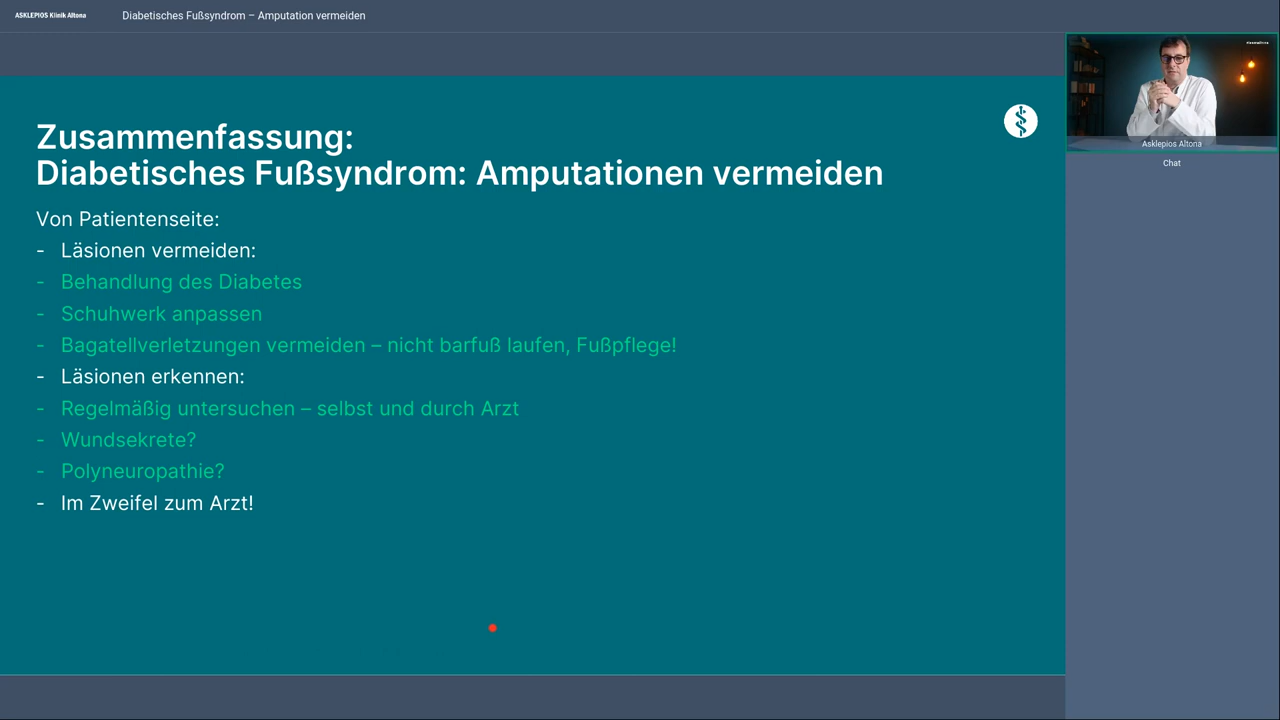 ASKLEPIOS Klinik Altona
Diabetisches Fußsyndrom – Amputation vermeiden
Zusammenfassung:
Diabetisches Fußsyndrom: Amputationen vermeiden
Von Patientenseite:
- Läsionen vermeiden:
- Behandlung des Diabetes
- Schuhwerk anpassen
- Bagatellverletzungen vermeiden – nicht barfuß laufen, Fußpflege!
- Läsionen erkennen:
- Regelmäßig untersuchen – selbst und durch Arzt
- Wundsekrete?
- Polyneuropathie?
- Im Zweifel zum Arzt!
Asklepios Altona
Chat